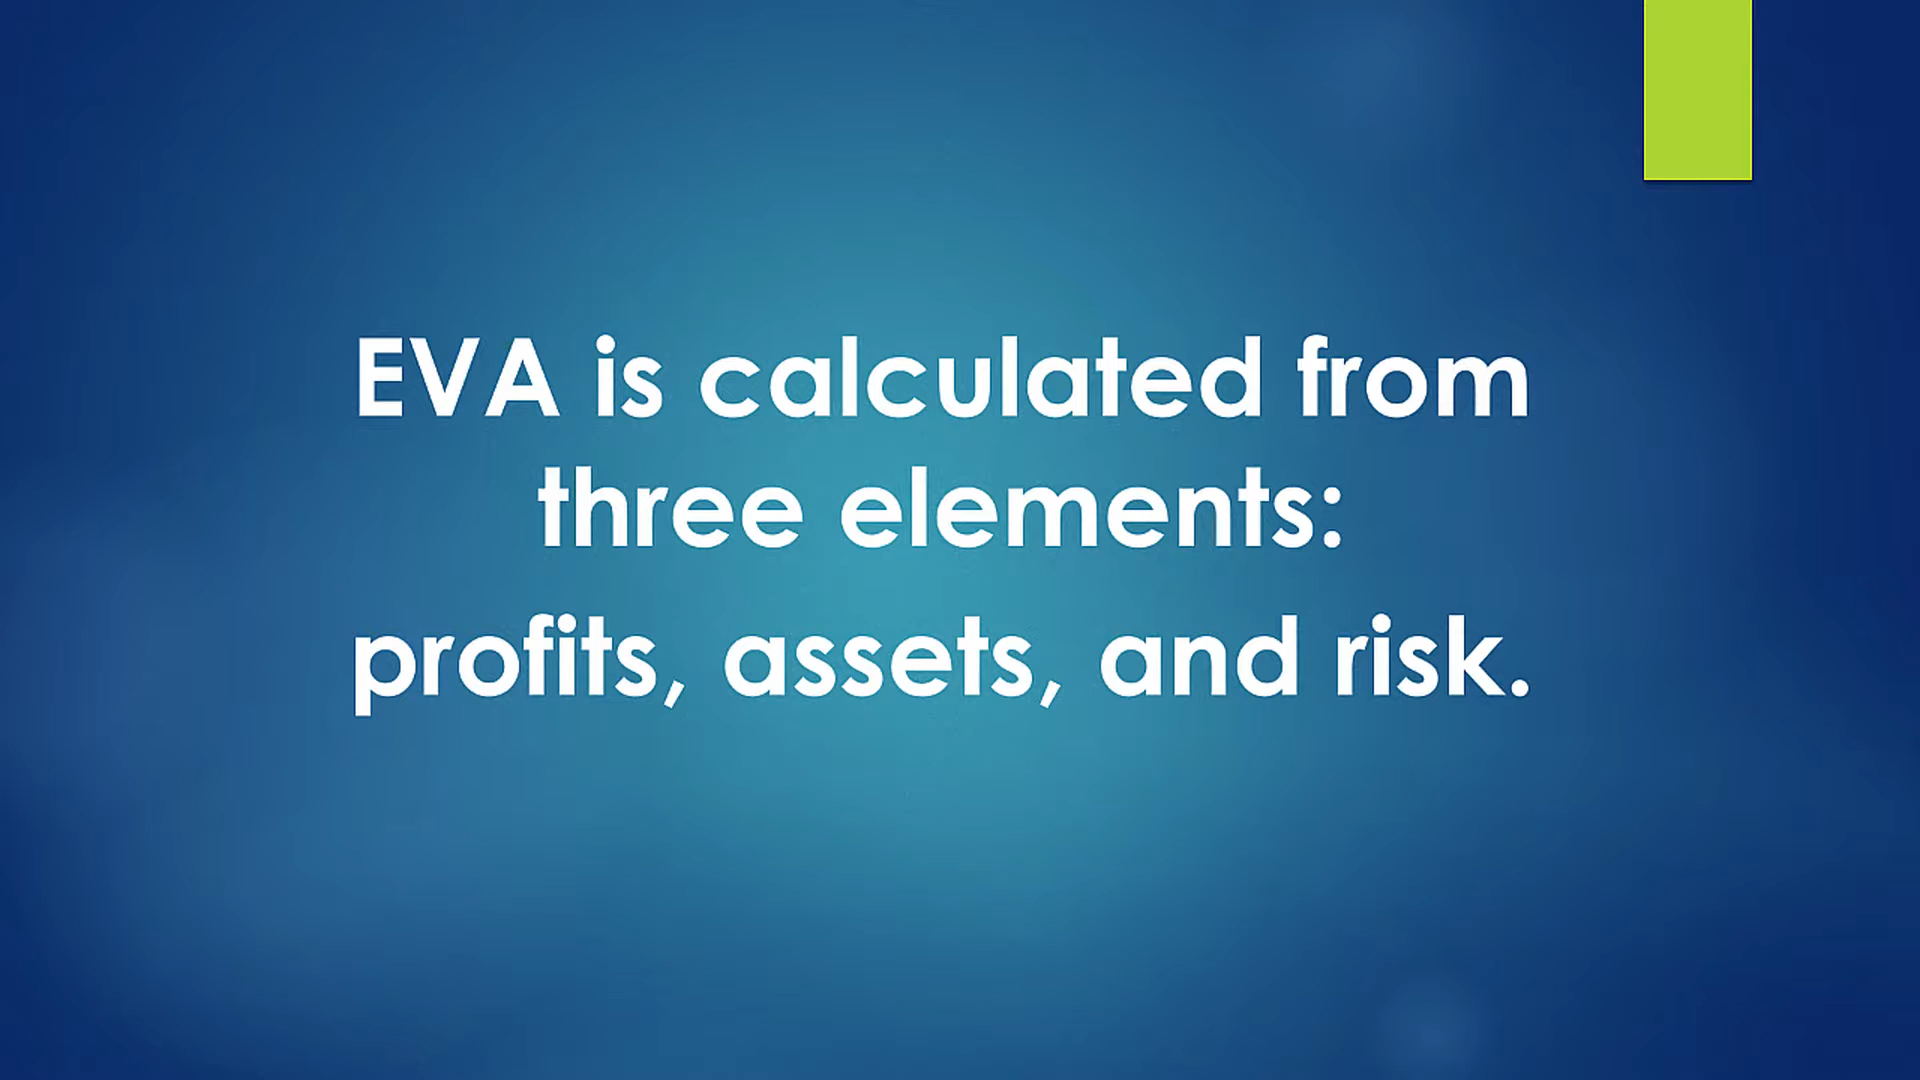 EVA is calculated from
three elements:
profits, assets, and risk.